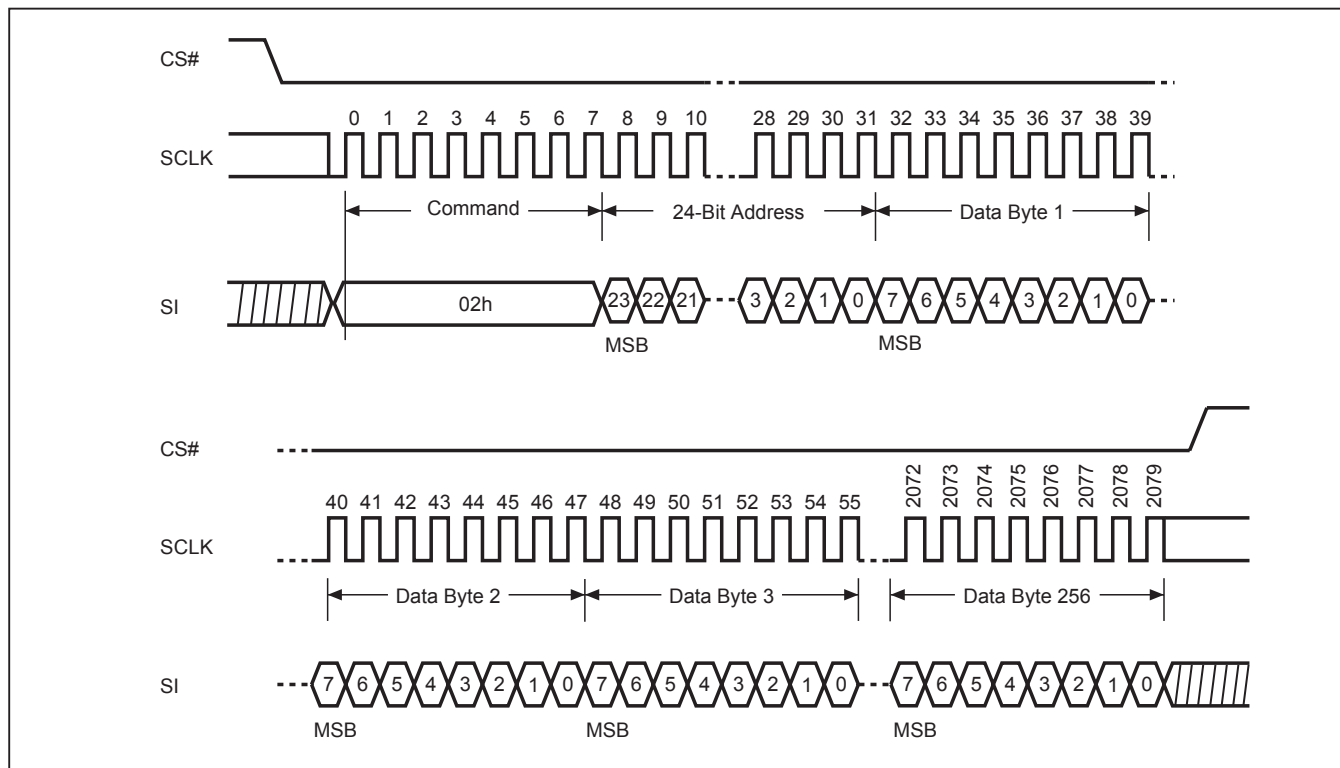 CS#
0 1 2 3 4 5 6 7 8 9 10 28 29 30 31 32 33 34 35 36 37 38 39
SCLK
Command 24-Bit Address Data Byte 1
SI 02h 23 22 21 3 2 1 0 7 6 5 4 3 2 1 0
MSB MSB
CS#
40 41 42 43 44 45 46 47 48 49 50 51 52 53 54 55 2072 2073 2074 2075 2076 2077 2078 2079
SCLK
Data Byte 2 Data Byte 3 Data Byte 256
SI 7 6 5 4 3 2 1 0 7 6 5 4 3 2 1 0 7 6 5 4 3 2 1 0
MSB MSB MSB